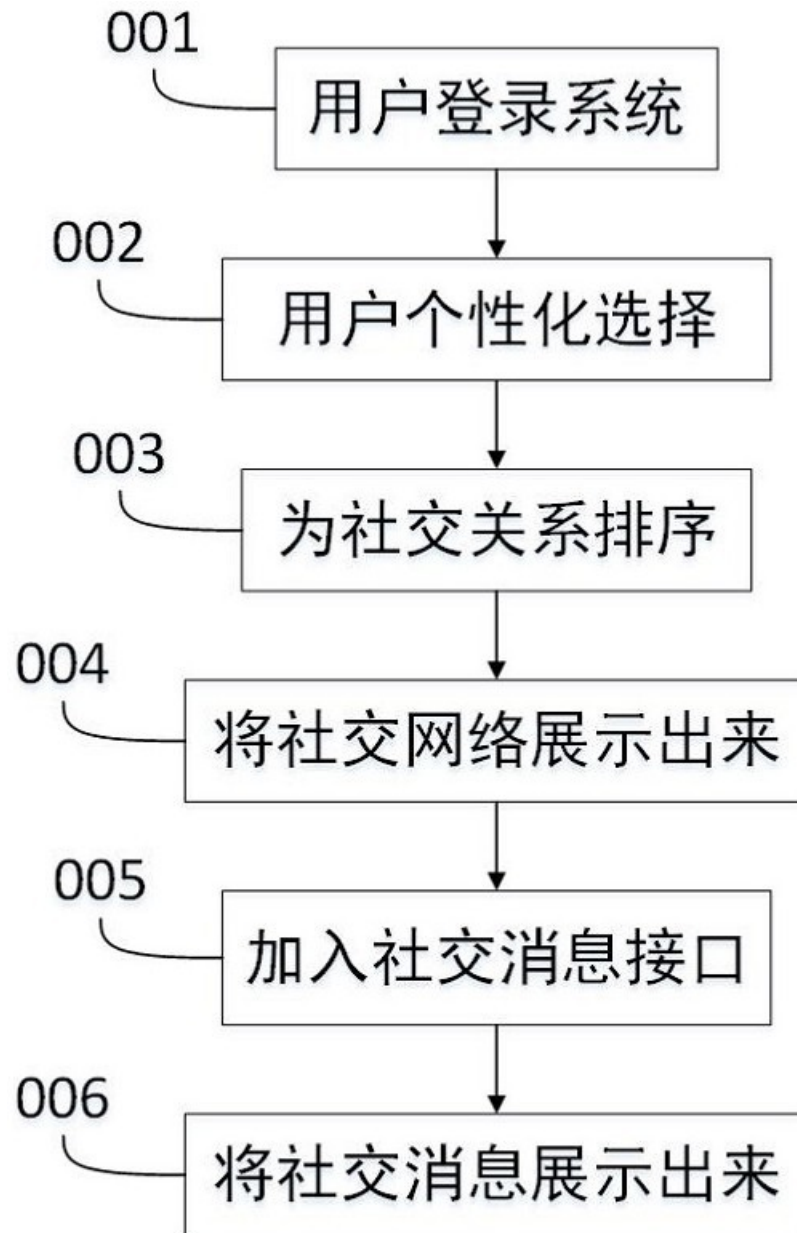 001
用户登录系统
002
用户个性化选择
003
为社交关系排序
004
将社交网络展示出来
005
加入社交消息接口
006
将社交消息展示出来